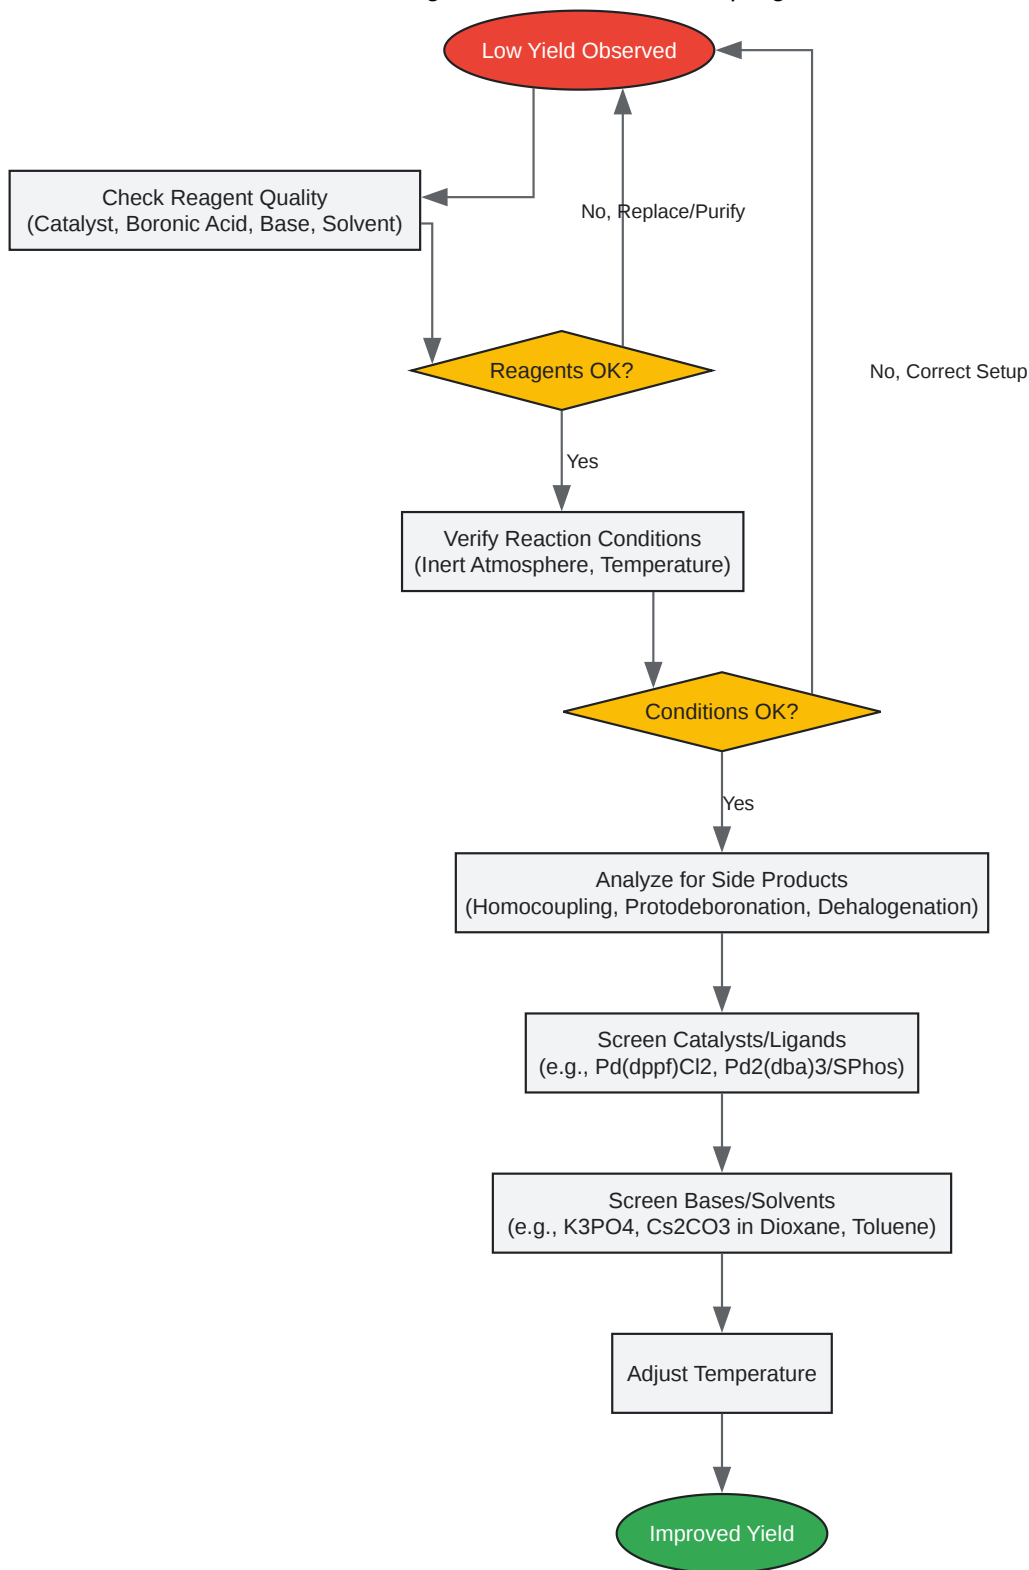 Low Yield Observed
Check Reagent Quality
(Catalyst, Boronic Acid, Base, Solvent)
No, Replace/Purify
Reagents OK?
No, Correct Setup
Yes
Verify Reaction Conditions
(Inert Atmosphere, Temperature)
Conditions OK?
Yes
Analyze for Side Products
(Homocoupling, Protodeboronation, Dehalogenation)
Screen Catalysts/Ligands
(e.g., Pd(dppf)Cl2, Pd2(dba)3/SPhos)
Screen Bases/Solvents
(e.g., K3PO4, Cs2CO3 in Dioxane, Toluene)
Adjust Temperature
Improved Yield